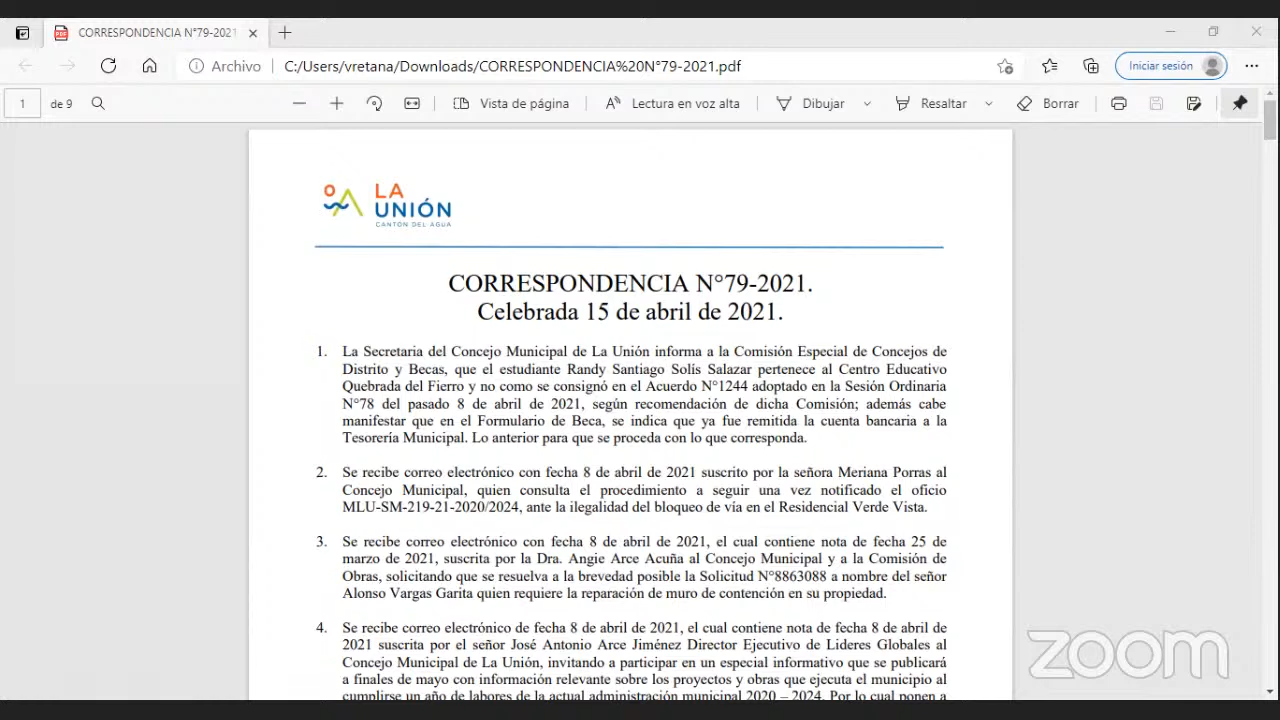 CORRESPONDENCIA N°79-2021
Archivo
C:/Users/vretana/Downloads/CORRESPONDENCIA%20N°79-2021.pdf
Iniciar sesión
1 de 9
Vista de página
Lectura en voz alta
Dibujar
Resaltar
Borrar
LA
UNIÓN
CANTÓN DEL AGUA
CORRESPONDENCIA N°79-2021.
Celebrada 15 de abril de 2021.
1. La Secretaria del Concejo Municipal de La Unión informa a la Comisión Especial de Concejos de
Distrito y Becas, que el estudiante Randy Santiago Solís Salazar pertenece al Centro Educativo
Quebrada del Fierro y no como se consignó en el Acuerdo N°1244 adoptado en la Sesión Ordinaria
N°78 del pasado 8 de abril de 2021, según recomendación de dicha Comisión; además cabe
manifestar que en el Formulario de Beca, se indica que ya fue remitida la cuenta bancaria a la
Tesorería Municipal. Lo anterior para que se proceda con lo que corresponda.
2. Se recibe correo electrónico con fecha 8 de abril de 2021 suscrito por la señora Meriana Porras al
Concejo Municipal, quien consulta el procedimiento a seguir una vez notificado el oficio
MLU-SM-219-21-2020/2024, ante la ilegalidad del bloqueo de vía en el Residencial Verde Vista.
3. Se recibe correo electrónico con fecha 8 de abril de 2021, el cual contiene nota de fecha 25 de
marzo de 2021, suscrita por la Dra. Angie Arce Acuña al Concejo Municipal y a la Comisión de
Obras, solicitando que se resuelva a la brevedad posible la Solicitud N°8863088 a nombre del señor
Alonso Vargas Garita quien requiere la reparación de muro de contención en su propiedad.
4. Se recibe correo electrónico de fecha 8 de abril de 2021, el cual contiene nota de fecha 8 de abril de
2021 suscrita por el señor José Antonio Arce Jiménez Director Ejecutivo de Lideres Globales al
Concejo Municipal de La Unión, invitando a participar en un especial informativo que se publicará
a finales de mayo con información relevante sobre los proyectos y obras que ejecuta el municipio al
cumplirse un año de labores de la actual administración municipal 2020 – 2024. Por lo cual ponen a
zoom